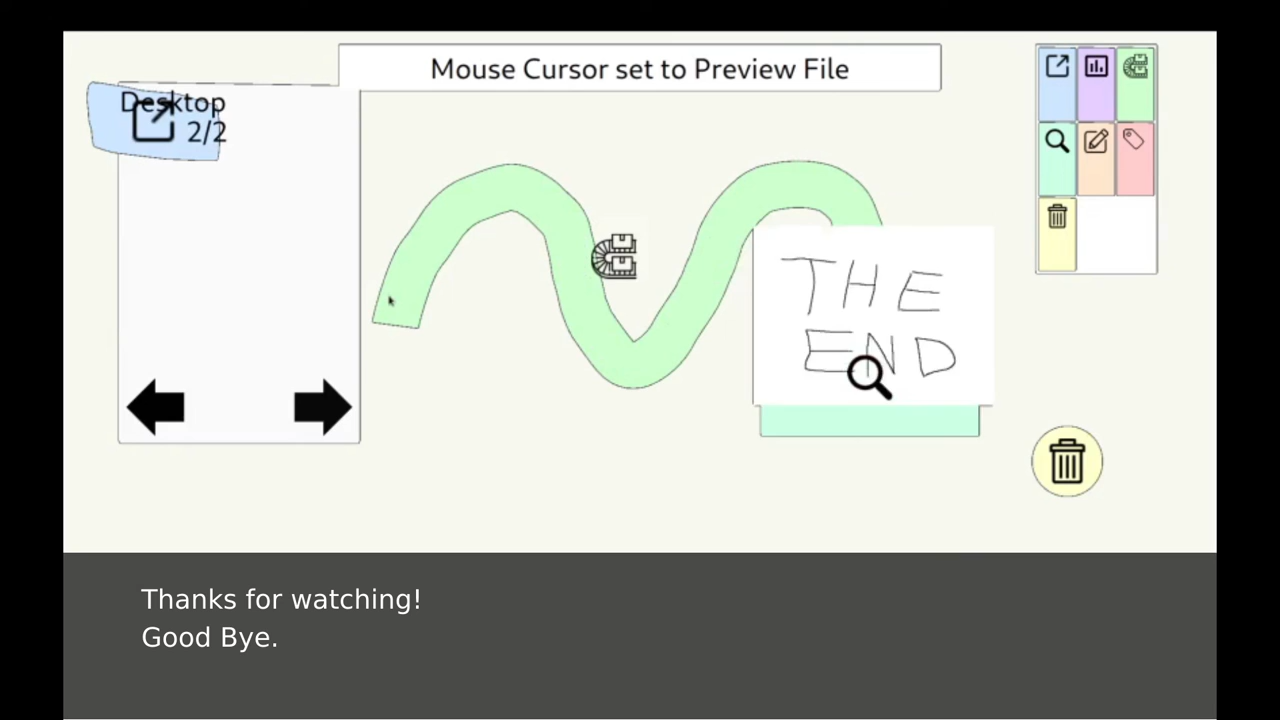 Mouse Cursor set to Preview File
Desktop
2/2
THE
END
Thanks for watching!
Good Bye.